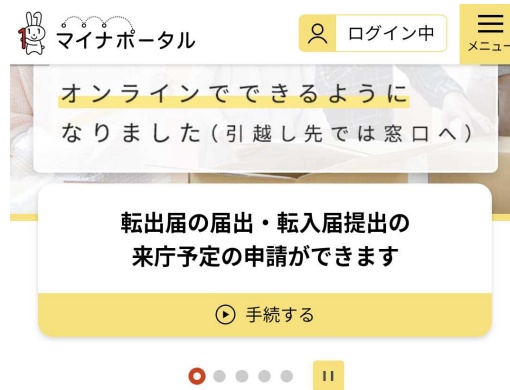 マイナポータル
ログイン中
メニュー
オンラインでできるように
なりました(引越し先では窓口へ)
転出届の届出・転入届提出の
来庁予定の申請ができます
手続する